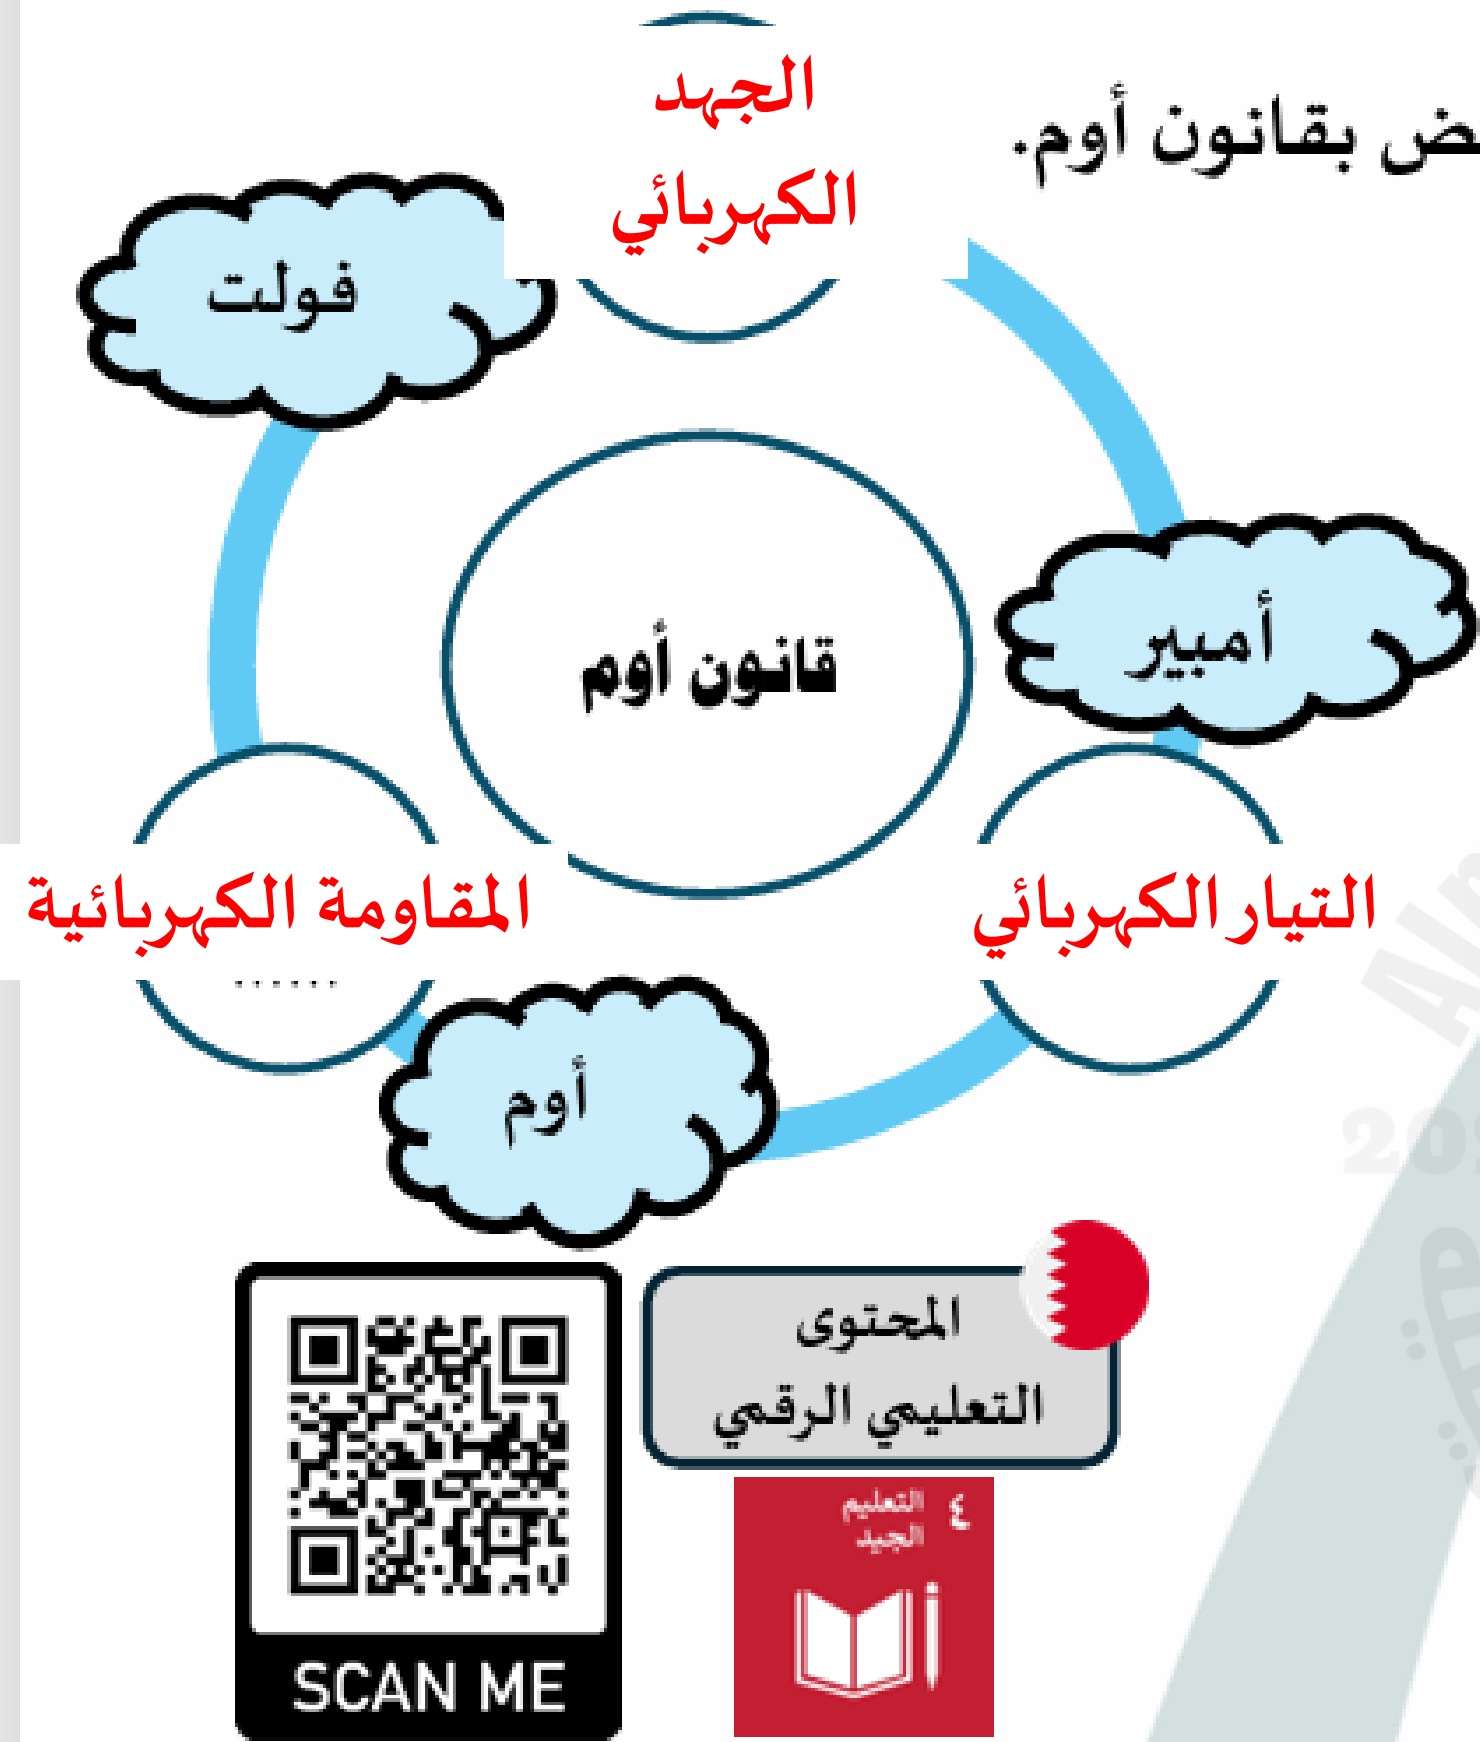 بقانون أوم.
الجهد
الكهربائي
فولت
أمبير
قانون أوم
التيار الكهربائي
المقاومة الكهربائية
......
أوم
المحتوى
التعليمي الرقمي
٤ التعليم
الجيد
SCAN ME